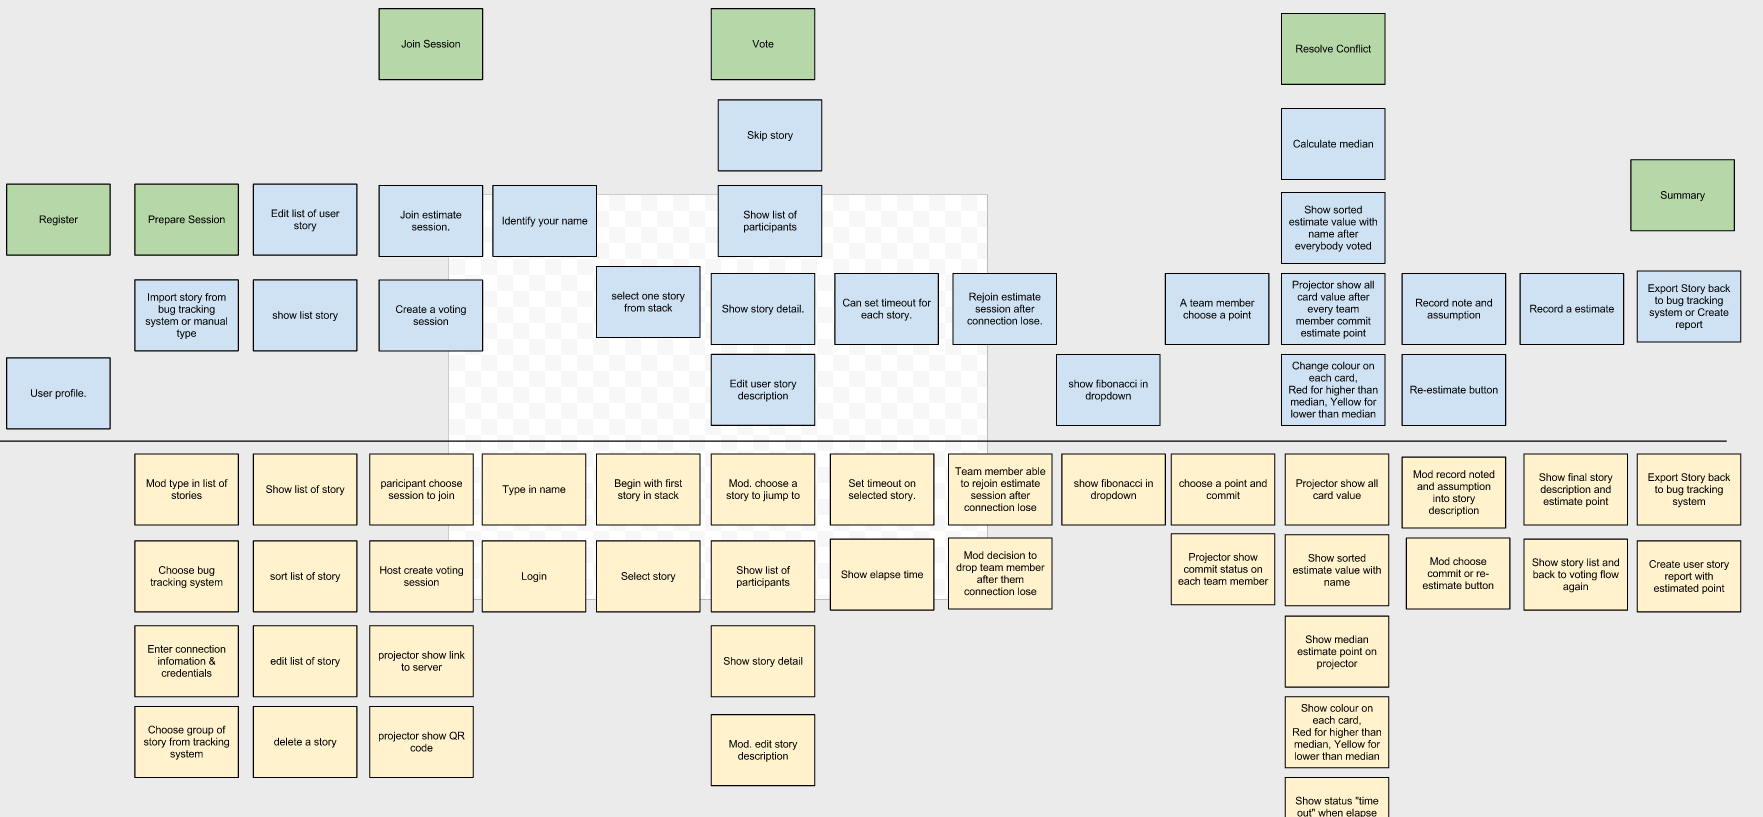 Join Session
Vote
Resolve Conflict
Skip story
Calculate median
Register
Prepare Session
Edit list of user
story
Join estimate
session.
Identify your name
Show list of
participants
Show sorted
estimate value with
name after
everybody voted
Summary
Import story from
bug tracking
system or manual
type
show list story
Create a voting
session
select one story
from stack
Show story detail.
Can set timeout for
each story.
Rejoin estimate
session after
connection lose.
A team member
choose a point
Projector show all
card value after
every team
member commit
estimate point
Record note and
assumption
Record a estimate
Export Story back
to bug tracking
system or Create
report
User profile.
Edit user story
description
show fibonacci in
dropdown
Change colour on
each card,
Red for higher than
median, Yellow for
lower than median
Re-estimate button
Mod type in list of
stories
Show list of story
paricipant choose
session to join
Type in name
Begin with first
story in stack
Mod. choose a
story to jiump to
Set timeout on
selected story.
Team member able
to rejoin estimate
session after
connection lose
show fibonacci in
dropdown
choose a point and
commit
Projector show all
card value
Mod record noted
and assumption
into story
description
Show final story
description and
estimate point
Export Story back
to bug tracking
system
Choose bug
tracking system
sort list of story
Host create voting
session
Login
Select story
Show list of
participants
Show elapse time
Mod decision to
drop team member
after them
connection lose
Projector show
commit status on
each team member
Show sorted
estimate value with
name
Mod choose
commit or re-
estimate button
Show story list and
back to voting flow
again
Create user story
report with
estimated point
Enter connection
infomation &
credentials
edit list of story
projector show link
to server
Show story detail
Show median
estimate point on
projector
Choose group of
story from tracking
system
delete a story
projector show QR
code
Mod. edit story
description
Show colour on
each card,
Red for higher than
median, Yellow for
lower than median
Show status "time
out" when elapse